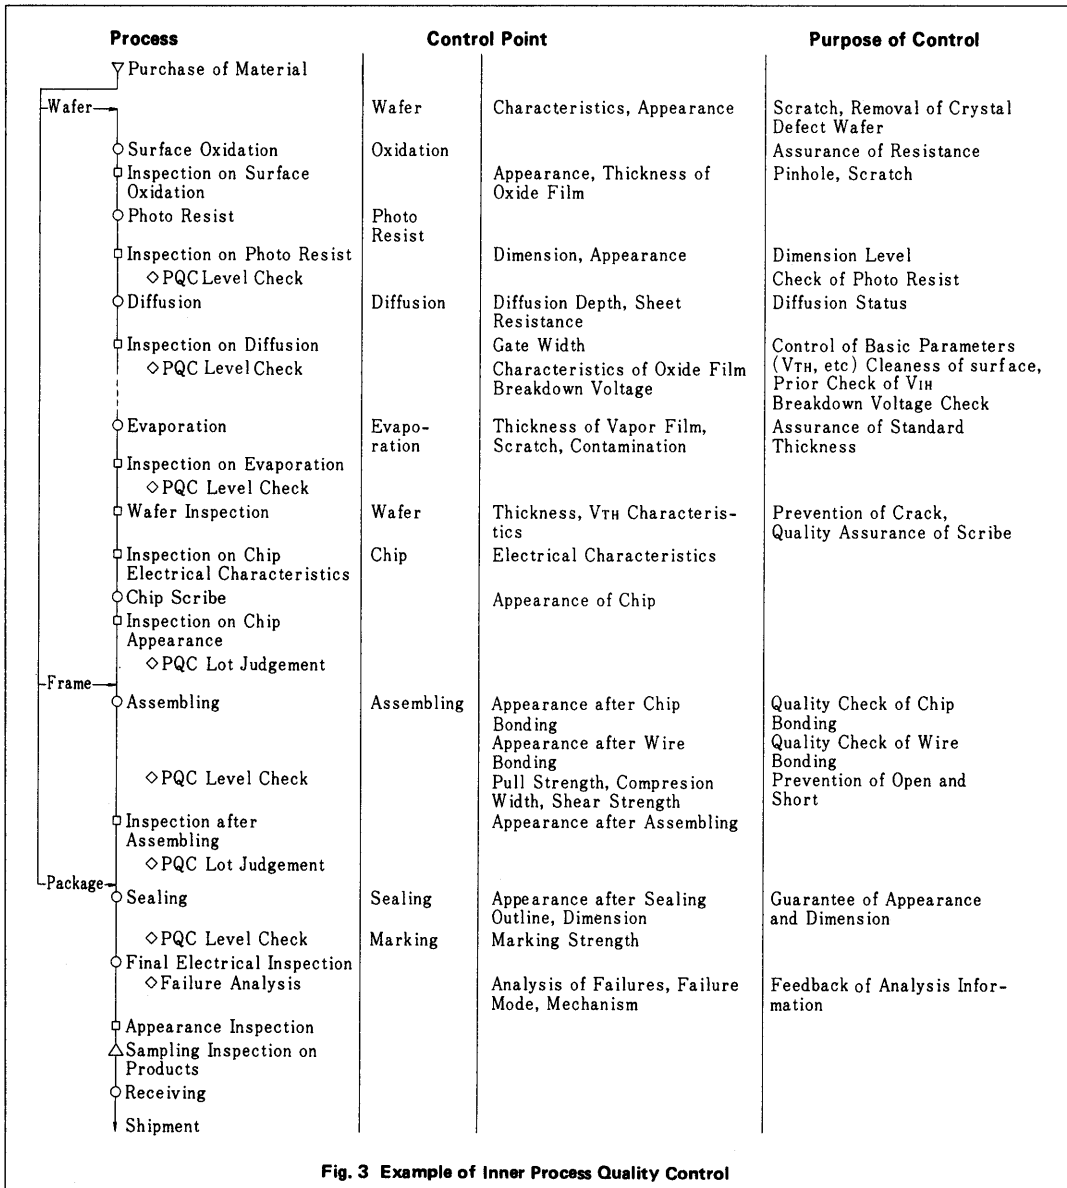 Process Control Point Purpose of Control
Purchase of Material
Wafer Wafer Characteristics, Appearance Scratch, Removal of Crystal
Defect Wafer
Surface Oxidation Oxidation Assurance of Resistance
Inspection on Surface Appearance, Thickness of Pinhole, Scratch
Oxidation Oxide Film
Photo Resist Photo
Resist
Inspection on Photo Resist Dimension, Appearance Dimension Level
PQC Level Check Check of Photo Resist
Diffusion Diffusion Diffusion Depth, Sheet Diffusion Status
Resistance
Inspection on Diffusion Gate Width Control of Basic Parameters
PQC Level Check Characteristics of Oxide Film (VTH, etc) Cleaness of surface,
Breakdown Voltage Prior Check of VIH
Breakdown Voltage Check
Evaporation Evapo- Thickness of Vapor Film, Assurance of Standard
ration Scratch, Contamination Thickness
Inspection on Evaporation
PQC Level Check
Wafer Inspection Wafer Thickness, VTH Characteris- Prevention of Crack,
tics Quality Assurance of Scribe
Inspection on Chip Chip Electrical Characteristics
Electrical Characteristics
Chip Scribe Appearance of Chip
Inspection on Chip
Appearance
PQC Lot Judgement
Frame
Assembling Assembling Appearance after Chip Quality Check of Chip
Bonding Bonding
Appearance after Wire Quality Check of Wire
Bonding Bonding
PQC Level Check Pull Strength, Compresion Prevention of Open and
Width, Shear Strength Short
Inspection after Appearance after Assembling
Assembling
PQC Lot Judgement
Package
Sealing Sealing Appearance after Sealing Guarantee of Appearance
Outline, Dimension and Dimension
PQC Level Check Marking Marking Strength
Final Electrical Inspection
Failure Analysis Analysis of Failures, Failure Feedback of Analysis Infor-
Mode, Mechanism mation
Appearance Inspection
Sampling Inspection on
Products
Receiving
Shipment
Fig. 3 Example of Inner Process Quality Control